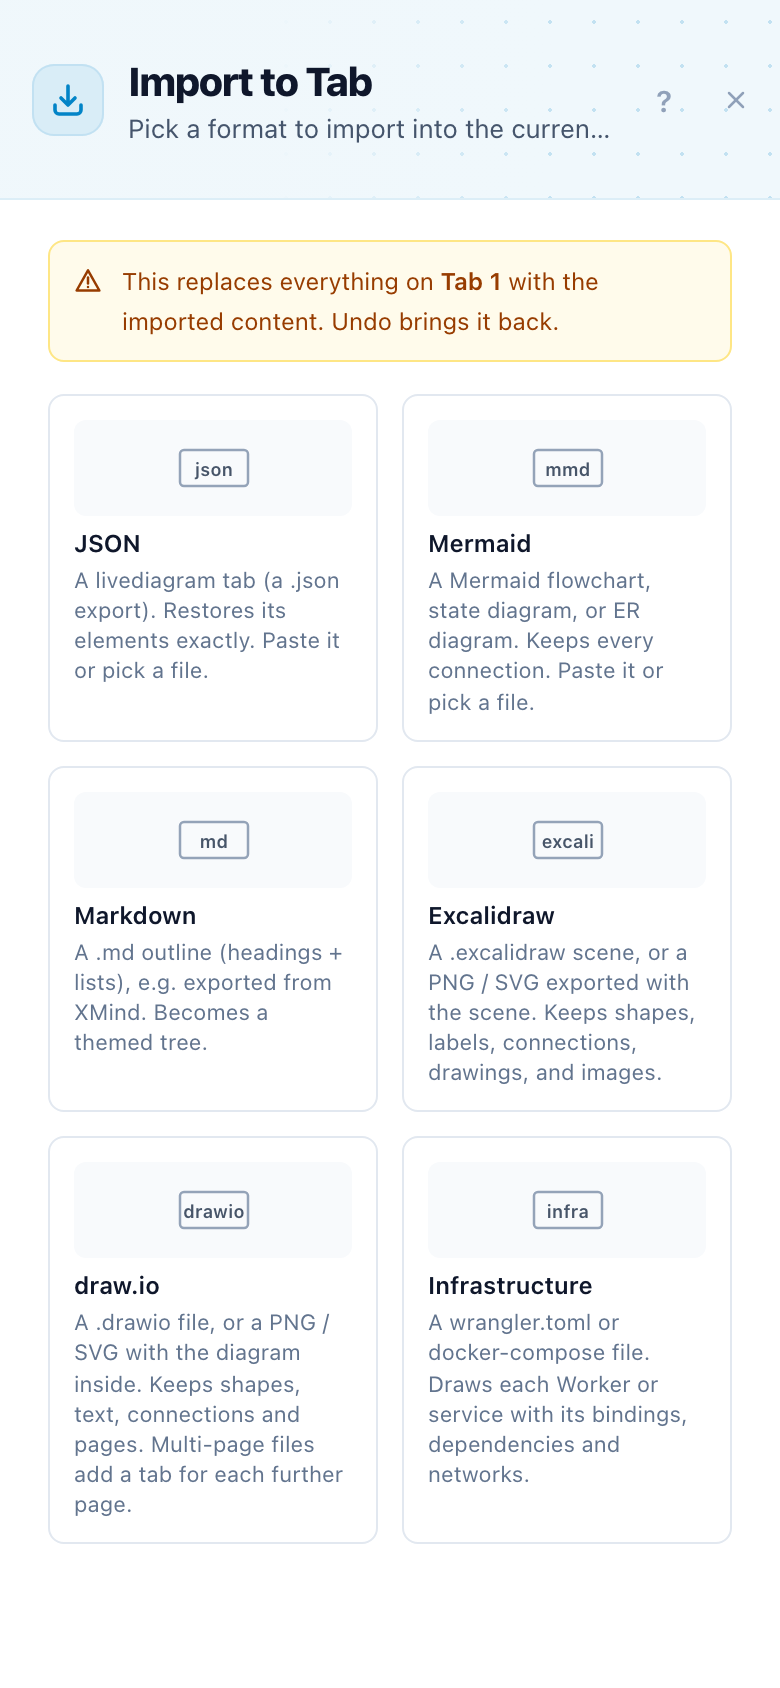 Import to Tab
Pick a format to import into the curren...
?
This replaces everything on Tab 1 with the
imported content. Undo brings it back.
json
JSON
A livediagram tab (a .json
export). Restores its
elements exactly. Paste it
or pick a file.
mmd
Mermaid
A Mermaid flowchart,
state diagram, or ER
diagram. Keeps every
connection. Paste it or
pick a file.
md
Markdown
A .md outline (headings +
lists), e.g. exported from
XMind. Becomes a
themed tree.
excali
Excalidraw
A .excalidraw scene, or a
PNG / SVG exported with
the scene. Keeps shapes,
labels, connections,
drawings, and images.
drawio
draw.io
A .drawio file, or a PNG /
SVG with the diagram
inside. Keeps shapes,
text, connections and
pages. Multi-page files
add a tab for each further
page.
infra
Infrastructure
A wrangler.toml or
docker-compose file.
Draws each Worker or
service with its bindings,
dependencies and
networks.